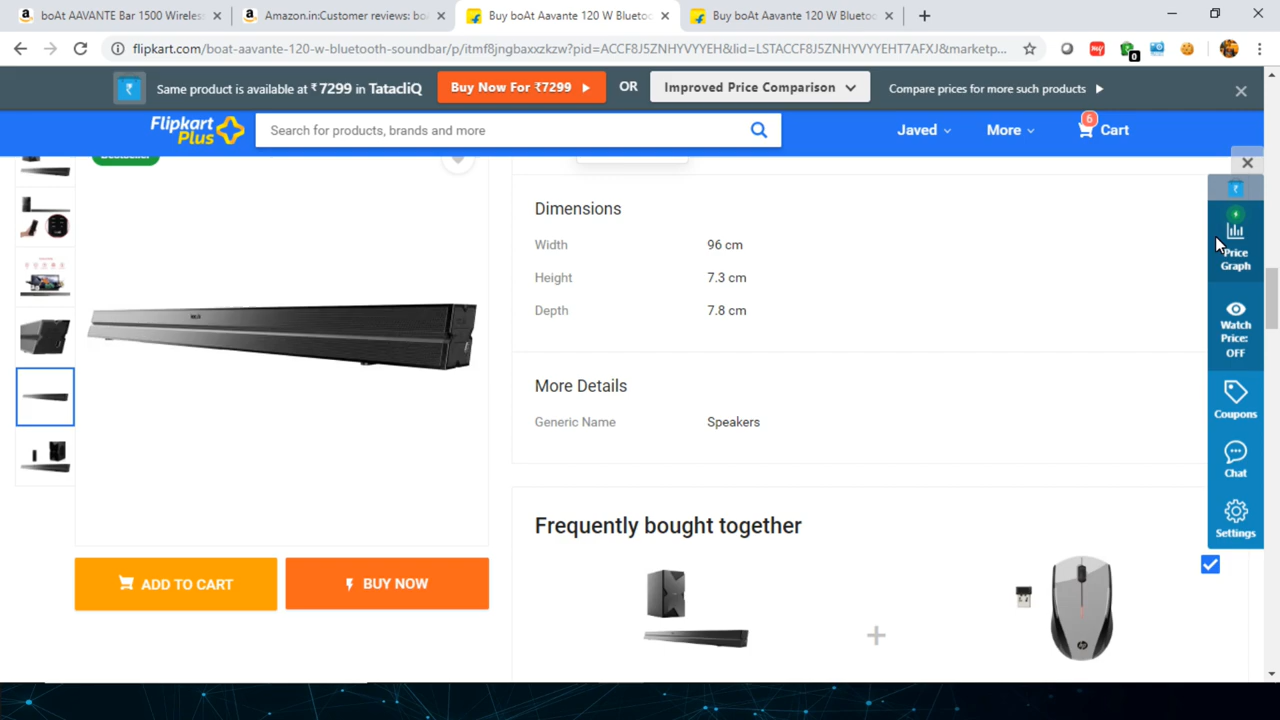 boAt AAVANTE Bar 1500 Wireless
Amazon.in:Customer reviews: bo
Buy boAt Aavante 120 W Bluetoo
Buy boAt Aavante 120 W Bluetoo
flipkart.com/boat-aavante-120-w-bluetooth-soundbar/p/itmf8jngbaxxzkzw?pid=ACCF8J5ZNHYVYYEH&lid=LSTACCF8J5ZNHYVYYEHT7AFXJ&marketp...
0
Same product is available at ₹ 7299 in TatacliQ
Buy Now For ₹7299
OR
Improved Price Comparison
Compare prices for more such products
Flipkart
Plus
Search for products, brands and more
Javed
More
6
Cart
Bestseller
Dimensions
Width 96 cm
Height 7.3 cm
Depth 7.8 cm
More Details
Generic Name Speakers
Frequently bought together
ADD TO CART
BUY NOW
+
₹
Price
Graph
Watch
Price:
OFF
Coupons
Chat
Settings